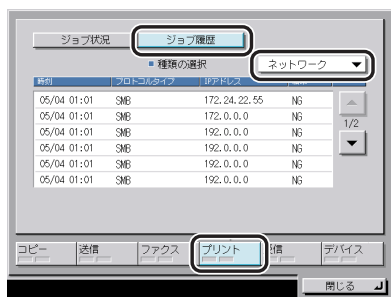 ジョブ状況 ジョブ履歴
■ 種類の選択 ネットワーク ▼
時刻 プロトコルタイプ IPアドレス
05/04 01:01 SMB 172.24.22.55 NG
05/04 01:01 SMB 172.0.0.0 NG
05/04 01:01 SMB 192.0.0.0 NG
05/04 01:01 SMB 192.0.0.0 NG
05/04 01:01 SMB 192.0.0.0 NG
05/04 01:01 SMB 192.0.0.0 NG
1/2
コピー 送信 ファクス プリント 信 デバイス
閉じる